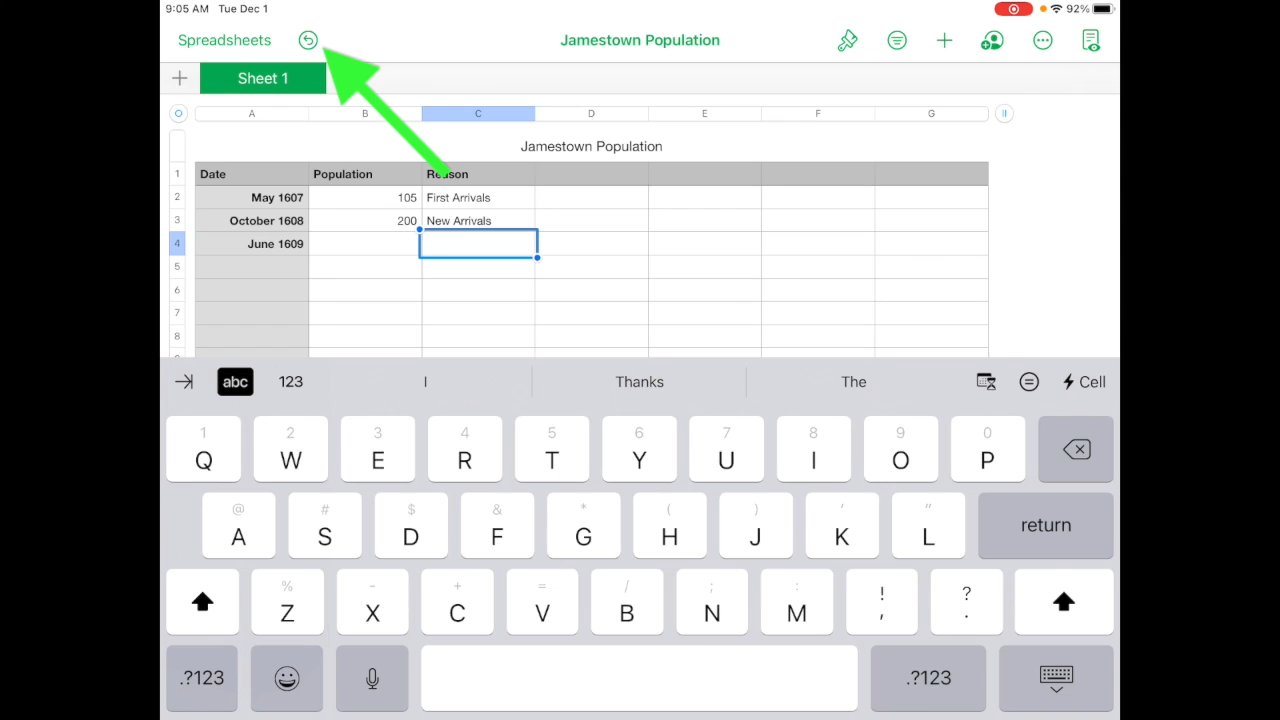 9:05 AM Tue Dec 1 92%
Spreadsheets Jamestown Population
Sheet 1
A B C D E F G
Jamestown Population
1 Date Population Reason
2 May 1607 105 First Arrivals
3 October 1608 200 New Arrivals
4 June 1609
5
6
7
8
abc 123 I Thanks The Cell
1 2 3 4 5 6 7 8 9 0
Q W E R T Y U I O P
@ # $ & * ( ) ' "
A S D F G H J K L return
% - + = / ; : ! ?
Z X C V B N M , .
.?123 .?123